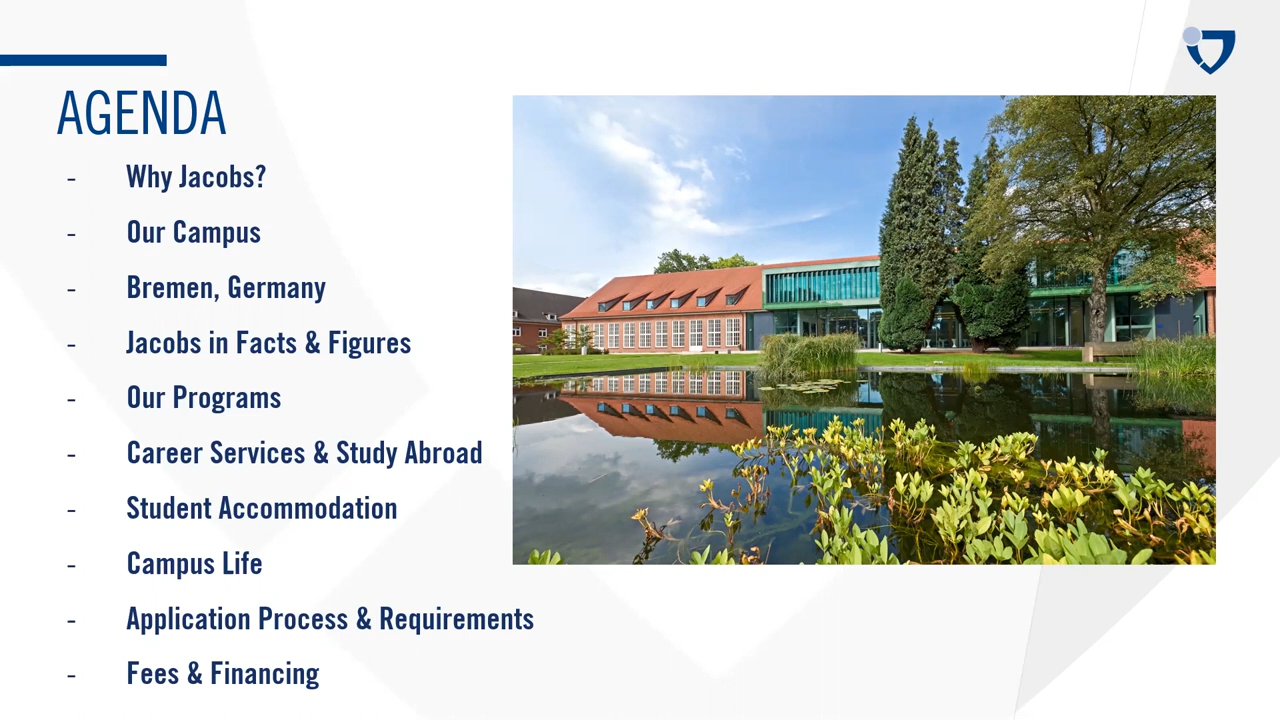 AGENDA
- Why Jacobs?
- Our Campus
- Bremen, Germany
- Jacobs in Facts & Figures
- Our Programs
- Career Services & Study Abroad
- Student Accommodation
- Campus Life
- Application Process & Requirements
- Fees & Financing